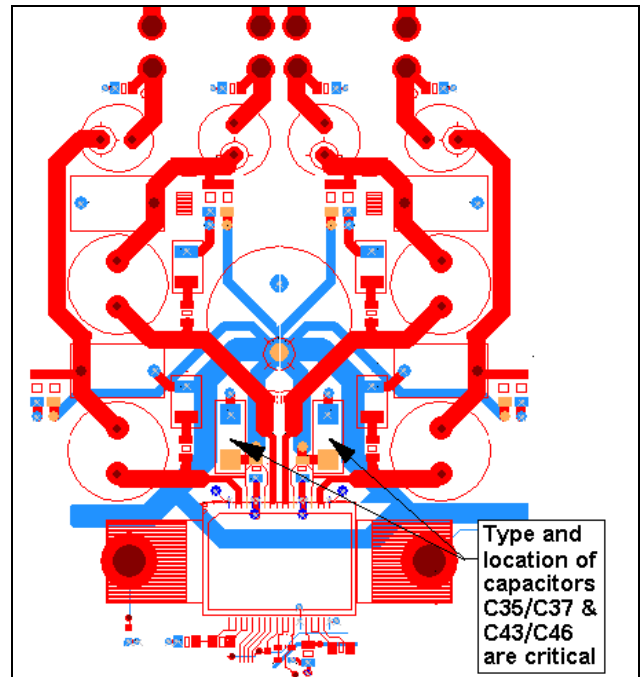 Type and
location of
capacitors
C35/C37 &
C43/C46
are critical